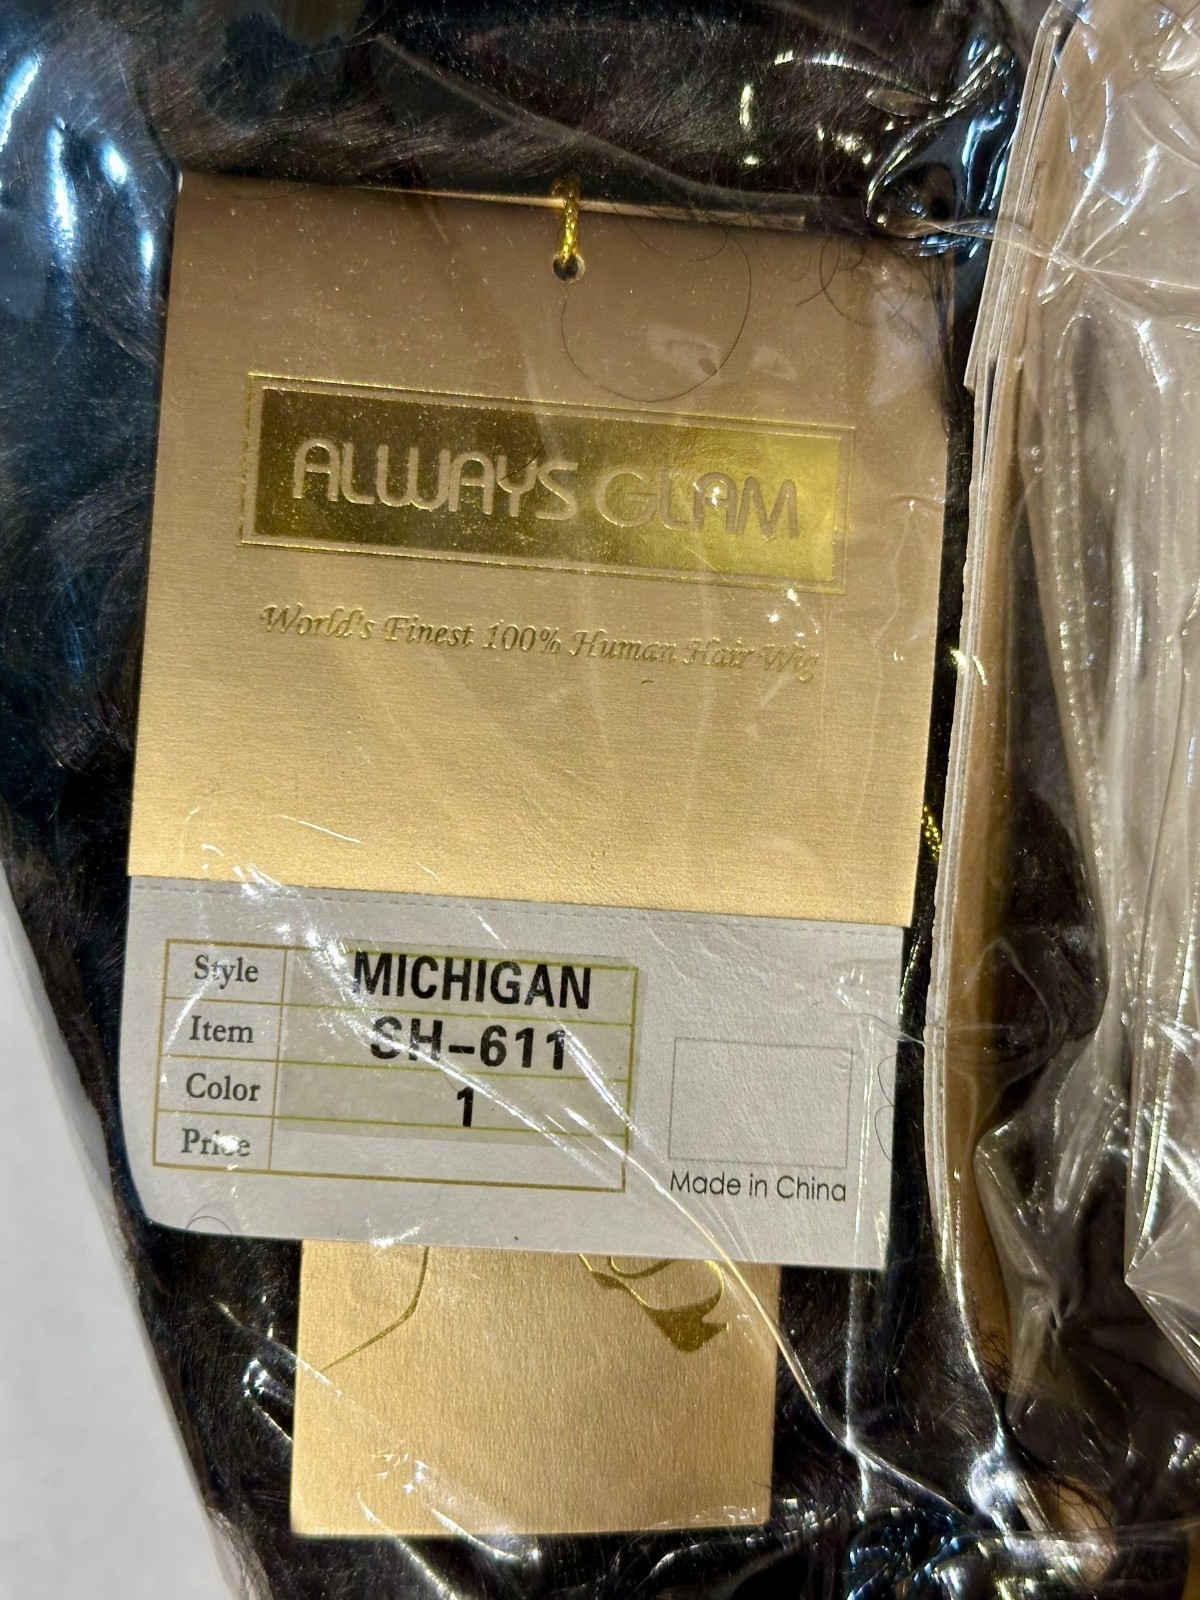 ALWAYS GLAM
World's Finest 100% Human Hair Wig
Style MICHIGAN
Item SH-611
Color 1
Price
Made in China